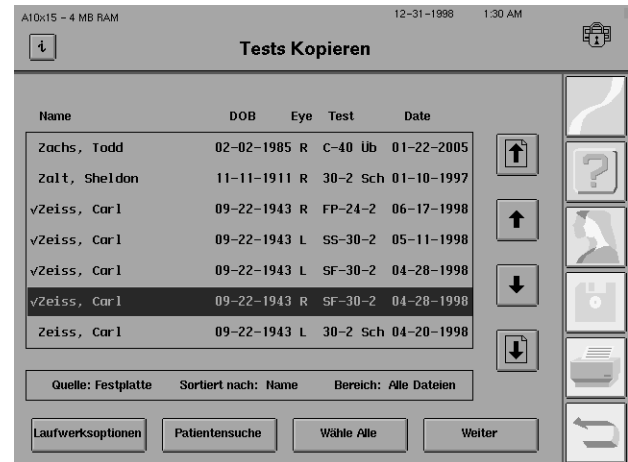 A10x15 - 4 MB RAM 12-31-1998 1:30 AM
i Tests Kopieren
Name DOB Eye Test Date
Zachs, Todd 02-02-1985 R C-40 Üb 01-22-2005
Zalt, Sheldon 11-11-1911 R 30-2 Sch 01-10-1997
√Zeiss, Carl 09-22-1943 R FP-24-2 06-17-1998
√Zeiss, Carl 09-22-1943 L SS-30-2 05-11-1998
√Zeiss, Carl 09-22-1943 L SF-30-2 04-28-1998
√Zeiss, Carl 09-22-1943 R SF-30-2 04-28-1998
Zeiss, Carl 09-22-1943 L 30-2 Sch 04-20-1998
Quelle: Festplatte Sortiert nach: Name Bereich: Alle Dateien
Laufwerksoptionen Patientensuche Wähle Alle Weiter